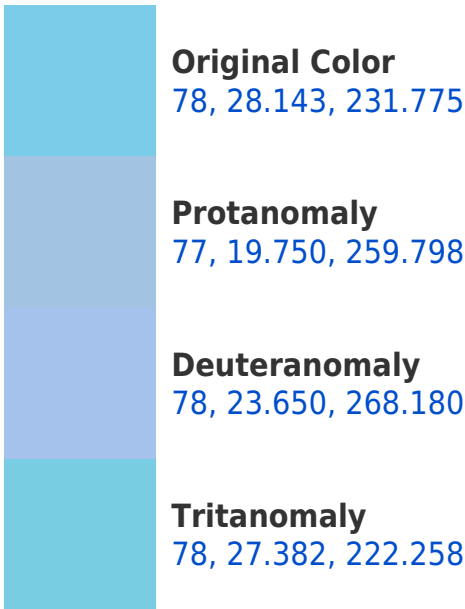 Original Color
78, 28.143, 231.775
Protanomaly
77, 19.750, 259.798
Deuteranomaly
78, 23.650, 268.180
Tritanomaly
78, 27.382, 222.258